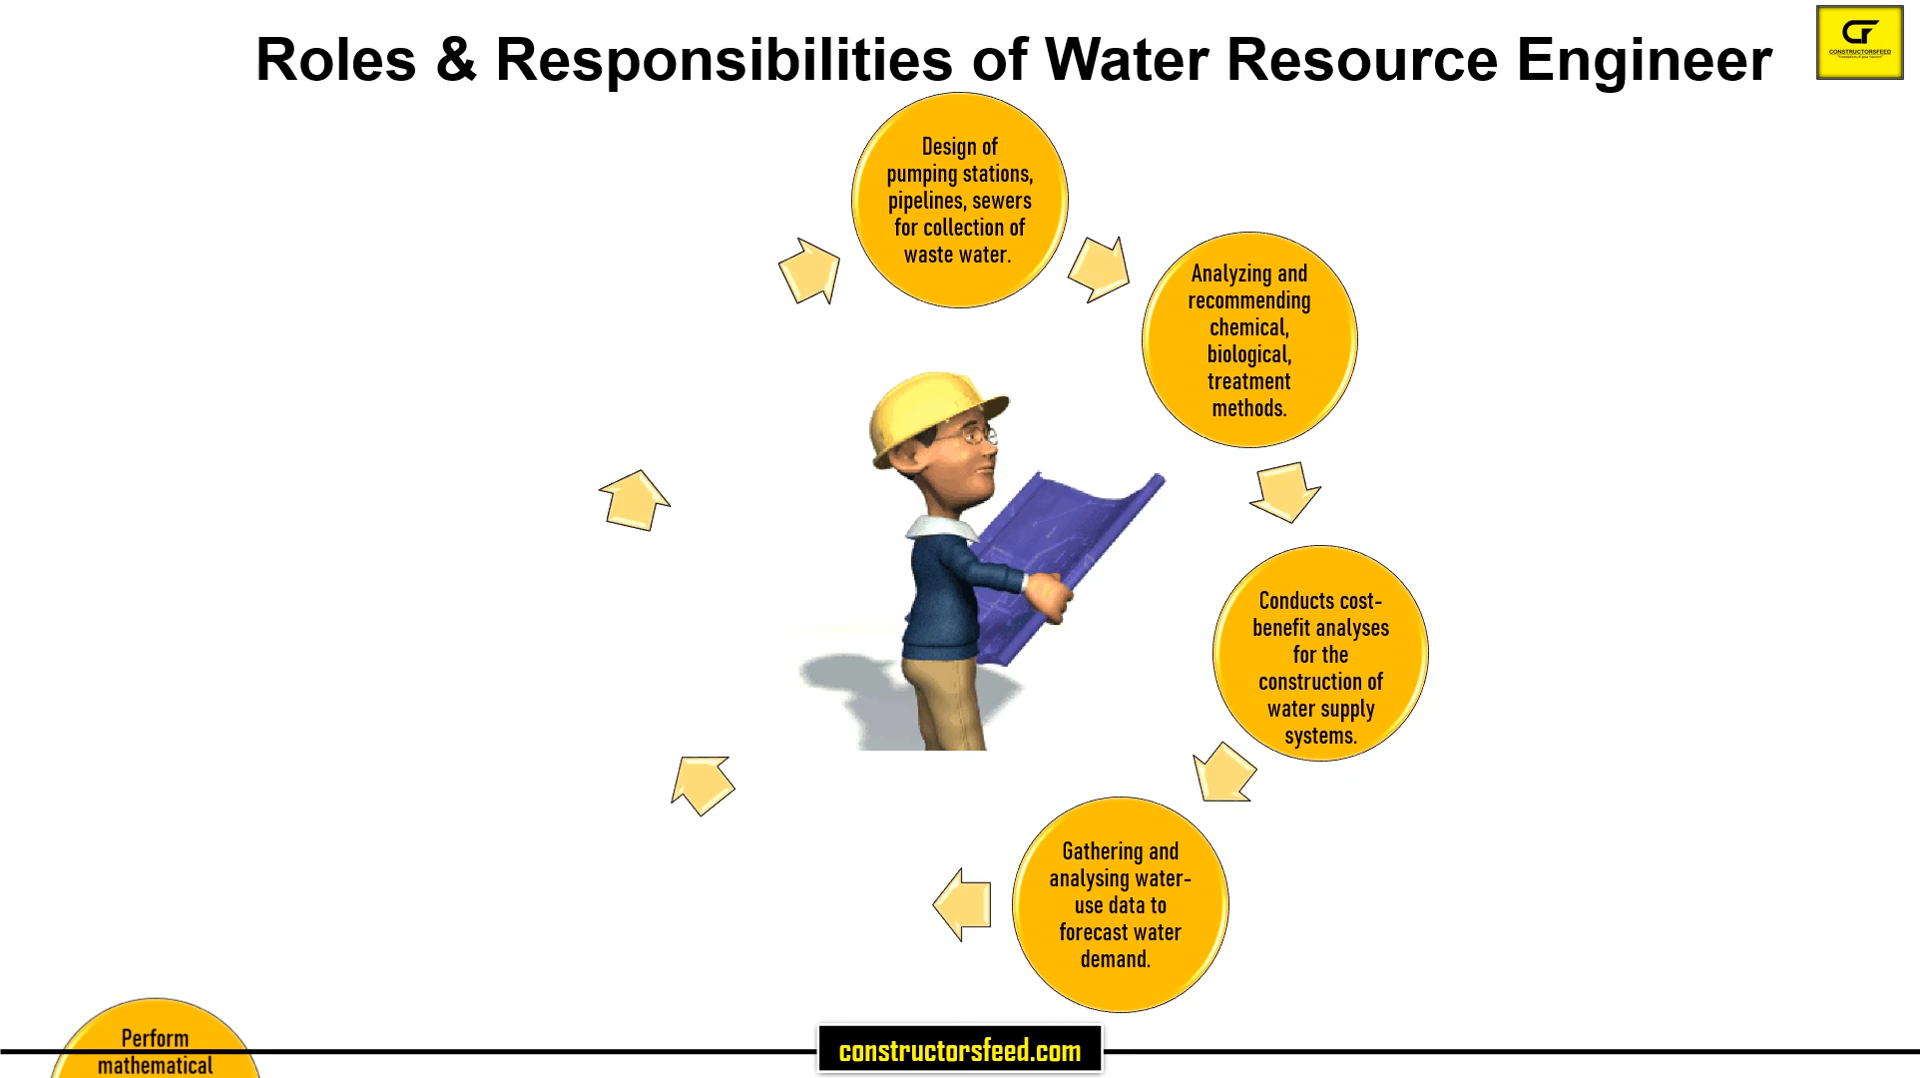 Roles & Responsibilities of Water Resource Engineer
CONSTRUCTORSFEED
Design of
pumping stations,
pipelines, sewers
for collection of
waste water.
Analyzing and
recommending
chemical,
biological,
treatment
methods.
Conducts cost-
benefit analyses
for the
construction of
water supply
systems.
Gathering and
analysing water-
use data to
forecast water
demand.
Perform
mathematical
constructorsfeed.com